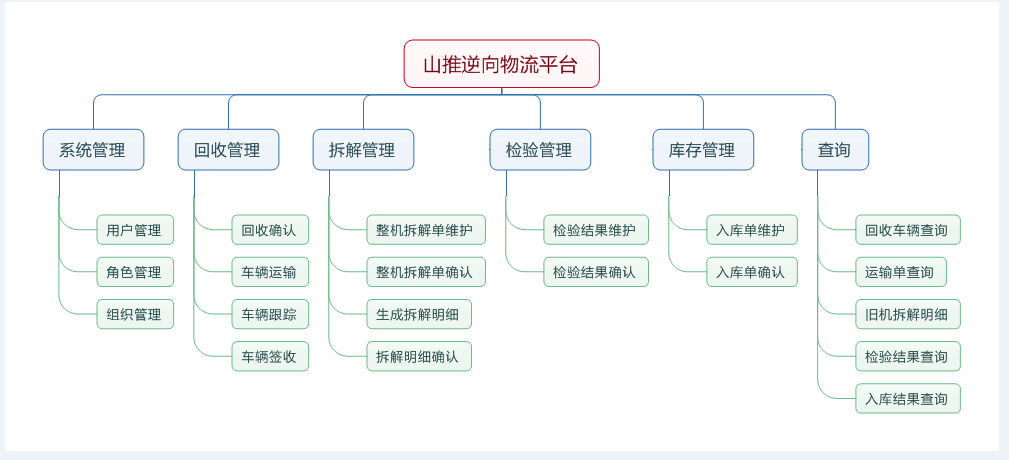 山推逆向物流平台
系统管理
用户管理
角色管理
组织管理
回收管理
回收确认
车辆运输
车辆跟踪
车辆签收
拆解管理
整机拆解单维护
整机拆解单确认
生成拆解明细
拆解明细确认
检验管理
检验结果维护
检验结果确认
库存管理
入库单维护
入库单确认
查询
回收车辆查询
运输单查询
旧机拆解明细
检验结果查询
入库结果查询